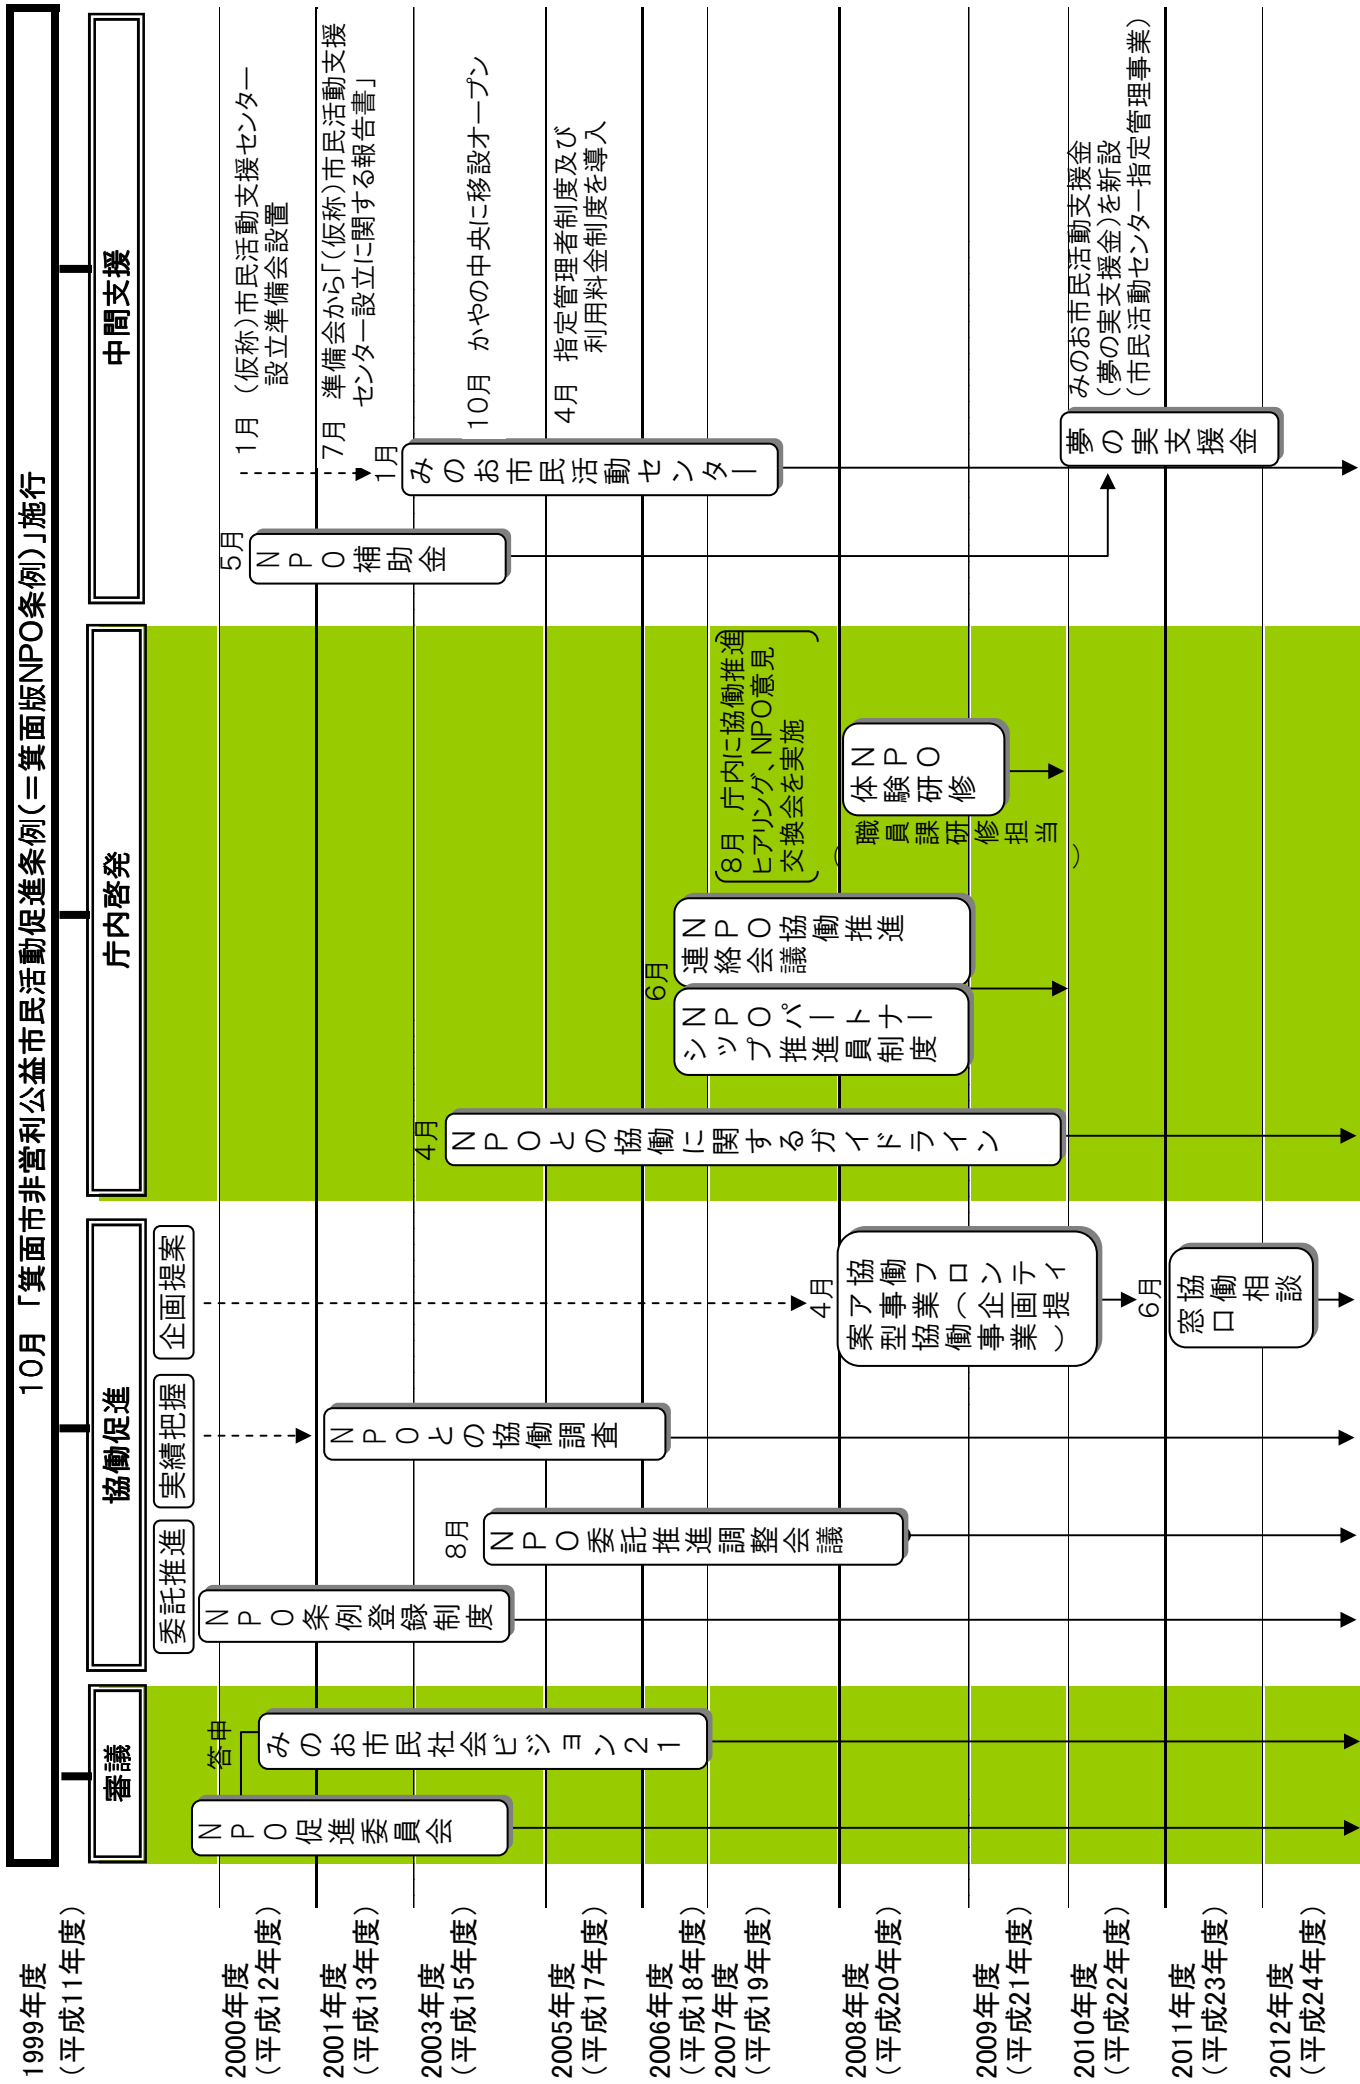 10月 「箕面市非営利公益市民活動促進条例（＝箕面版NPO条例）」施行
1999年度
（平成11年度）
2000年度
（平成12年度）
2001年度
（平成13年度）
2003年度
（平成15年度）
2005年度
（平成17年度）
2006年度
（平成18年度）
2007年度
（平成19年度）
2008年度
（平成20年度）
2009年度
（平成21年度）
2010年度
（平成22年度）
2011年度
（平成23年度）
2012年度
（平成24年度）
審議
NPO促進委員会
答申
みのお市民社会ビジョン21
協働促進
委託推進
実績把握
企画提案
NPO条例登録制度
8月
NPO委託推進調整会議
NPOとの協働調査
4月
協働フロンティ
ア事業（企画提
案型協働事業）
6月
協働相談
窓口
庁内啓発
4月
NPOとの協働に関するガイドライン
6月
NPOパートナー
シップ推進員制度
NPO協働推進
連絡会議
8月 庁内に協働推進
ヒアリング、NPO意見
交換会を実施
NPO
体験研修
（職員課研修担当）
中間支援
5月
NPO補助金
1月 （仮称）市民活動支援センター
設立準備会設置
7月 準備会から「（仮称）市民活動支援
センター設立に関する報告書」
1月
みのお市民活動センター
10月 かやの中央に移設オープン
4月 指定管理者制度及び
利用料金制度を導入
夢の実支援金
みのお市民活動支援金
（夢の実支援金）を新設
（市民活動センター指定管理事業）